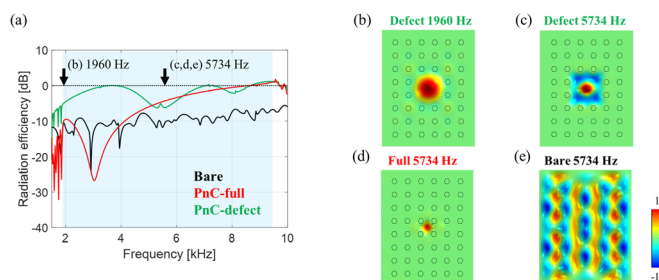 (a)
(b) 1960 Hz
(c,d,e) 5734 Hz
Radiation efficiency [dB]
10
0
-10
-20
-30
-40
Bare
PnC-full
PnC-defect
2
4
6
8
10
Frequency [kHz]
(b)
Defect 1960 Hz
(c)
Defect 5734 Hz
(d)
Full 5734 Hz
(e)
Bare 5734 Hz
1
-1